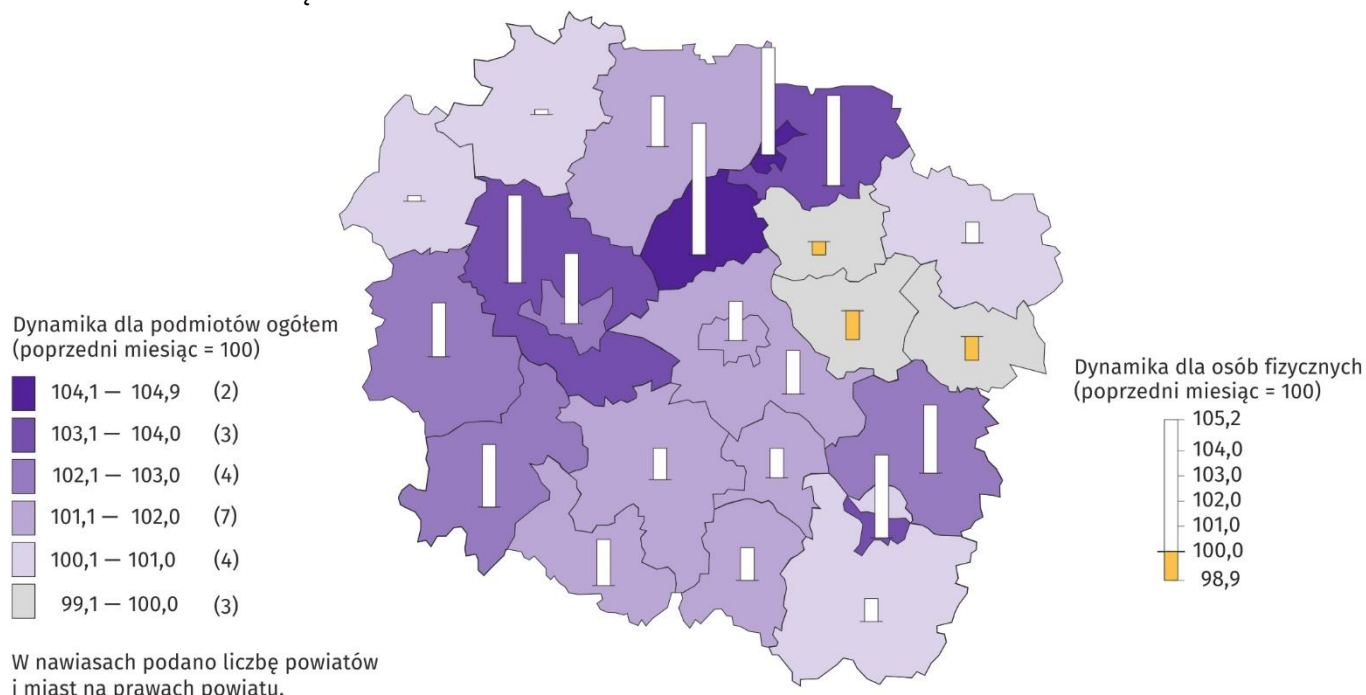 Dynamika dla podmiotów ogółem
(poprzedni miesiąc = 100)
104,1 — 104,9 (2)
103,1 — 104,0 (3)
102,1 — 103,0 (4)
101,1 — 102,0 (7)
100,1 — 101,0 (4)
99,1 — 100,0 (3)
W nawiasach podano liczbę powiatów
i miast na prawach powiatu.
Dynamika dla osób fizycznych
(poprzedni miesiąc = 100)
105,2
104,0
103,0
102,0
101,0
100,0
98,9